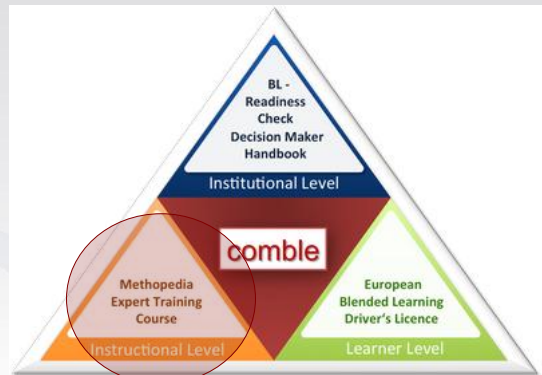 BL -
Readiness
Check
Decision Maker
Handbook
Institutional Level
comble
Methopedia
Expert Training
Course
Instructional Level
European
Blended Learning
Driver's Licence
Learner Level